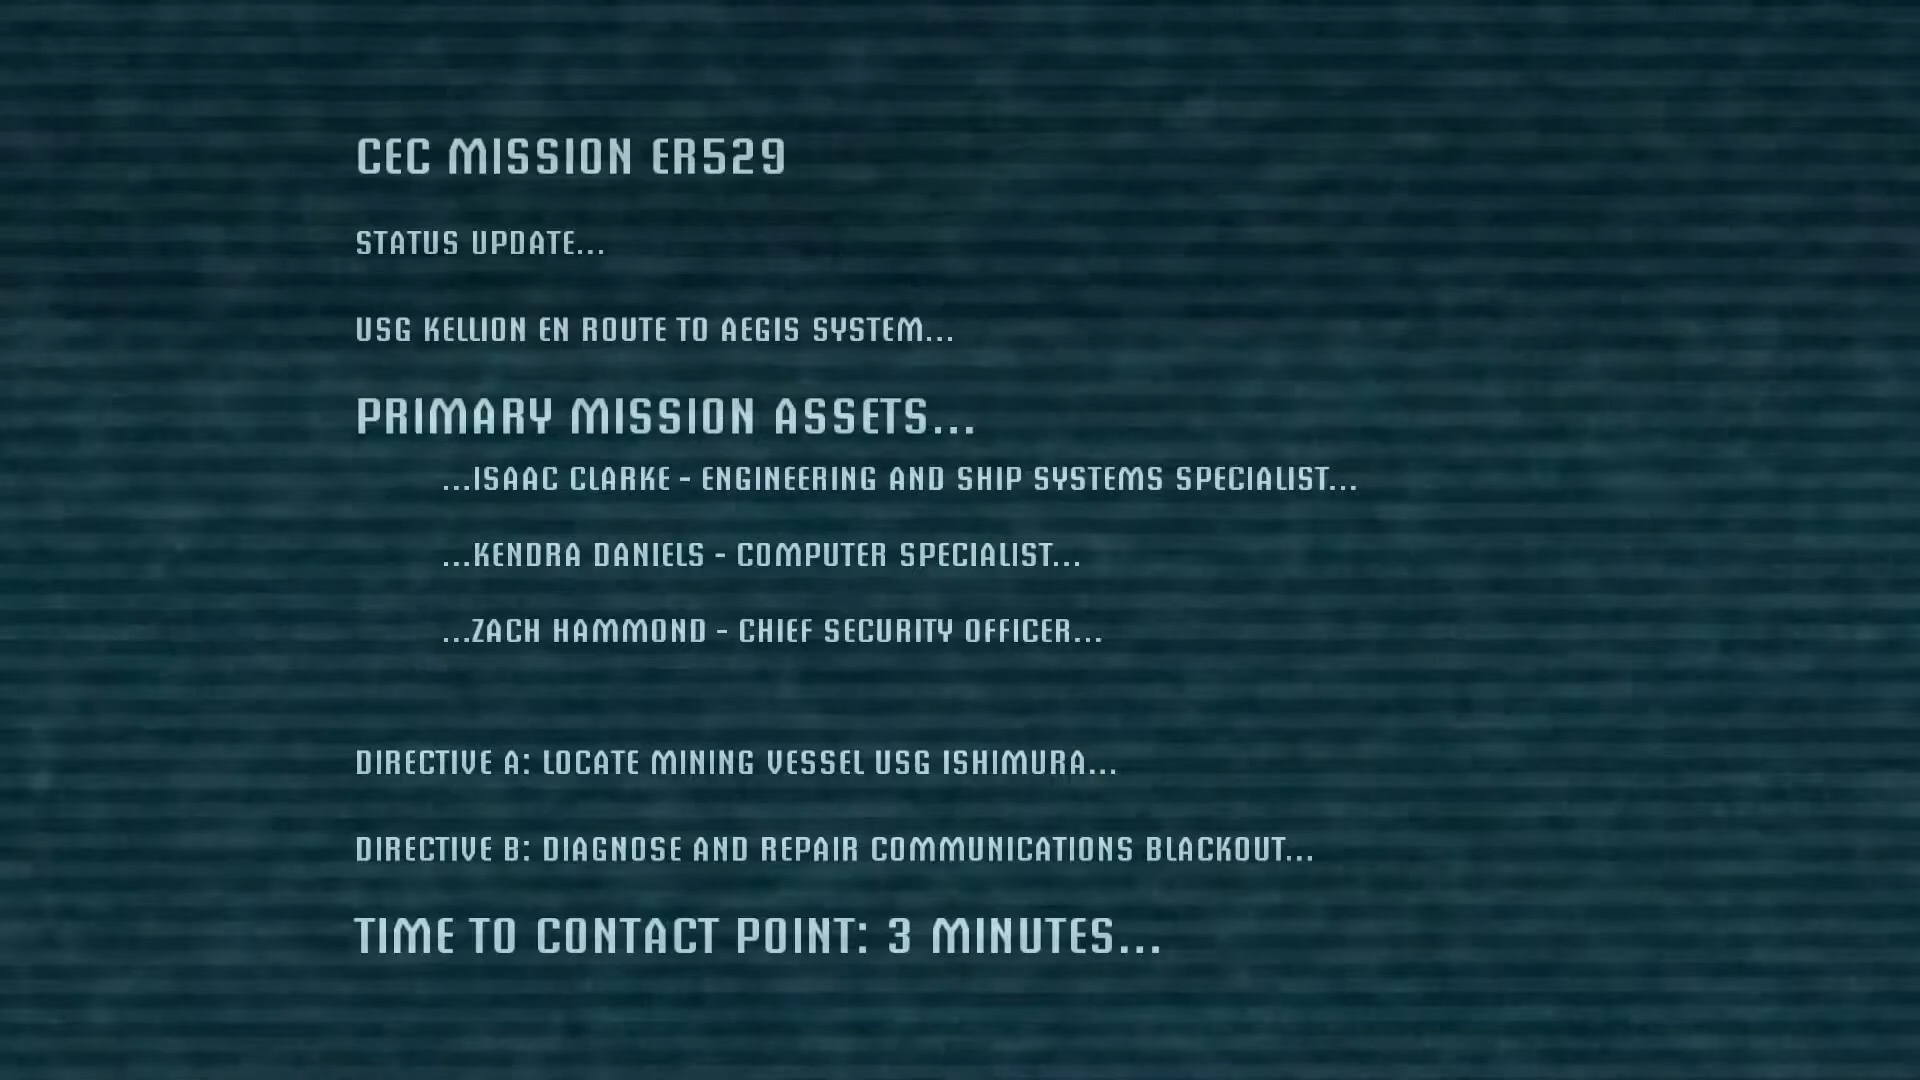 CEC MISSION ER529
STATUS UPDATE...
USG KELLION EN ROUTE TO AEGIS SYSTEM...
PRIMARY MISSION ASSETS...
...ISAAC CLARKE - ENGINEERING AND SHIP SYSTEMS SPECIALIST...
...KENDRA DANIELS - COMPUTER SPECIALIST...
...ZACH HAMMOND - CHIEF SECURITY OFFICER...
DIRECTIVE A: LOCATE MINING VESSEL USG ISHIMURA...
DIRECTIVE B: DIAGNOSE AND REPAIR COMMUNICATIONS BLACKOUT...
TIME TO CONTACT POINT: 3 MINUTES...